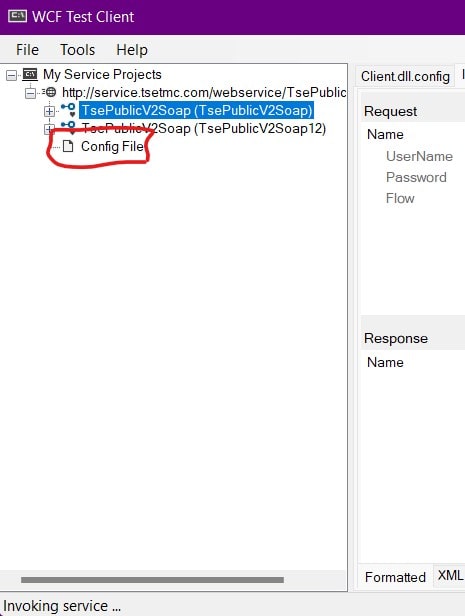 WCF Test Client
File Tools Help
My Service Projects
http://service.tsetmc.com/webservice/TsePublic
TsePublicV2Soap (TsePublicV2Soap)
TsePublicV2Soap (TsePublicV2Soap12)
Config File
Client.dll.config
Request
Name
UserName
Password
Flow
Response
Name
Formatted XML
Invoking service ...